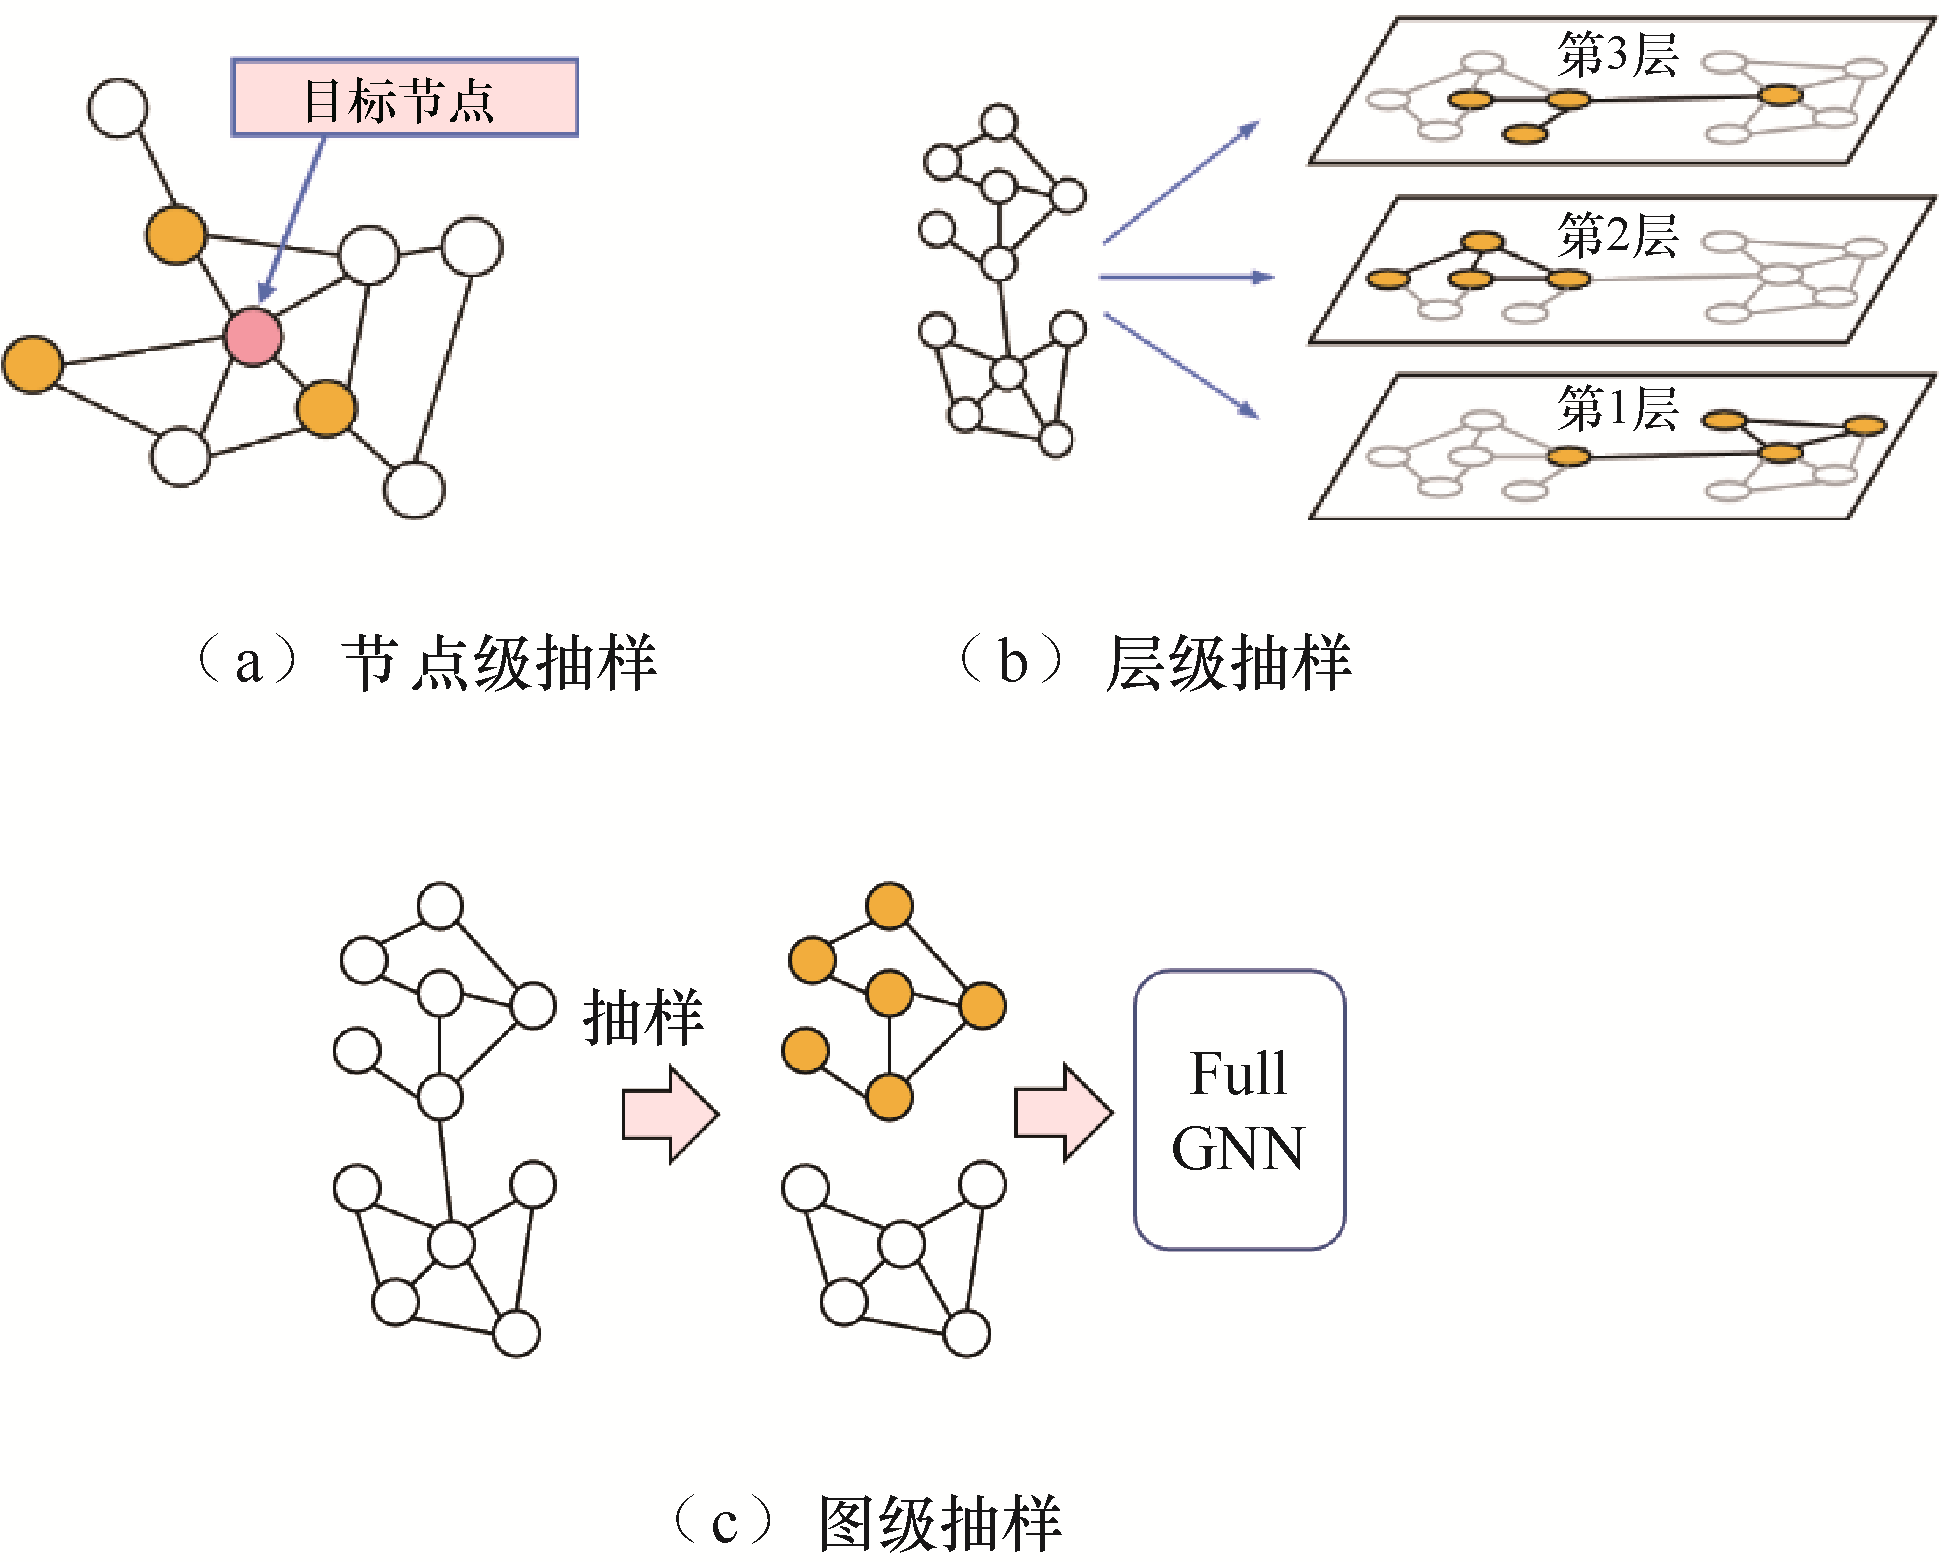 目标节点
第3层
第2层
第1层
（a）节点级抽样
（b）层级抽样
抽样
Full
GNN
（c）图级抽样